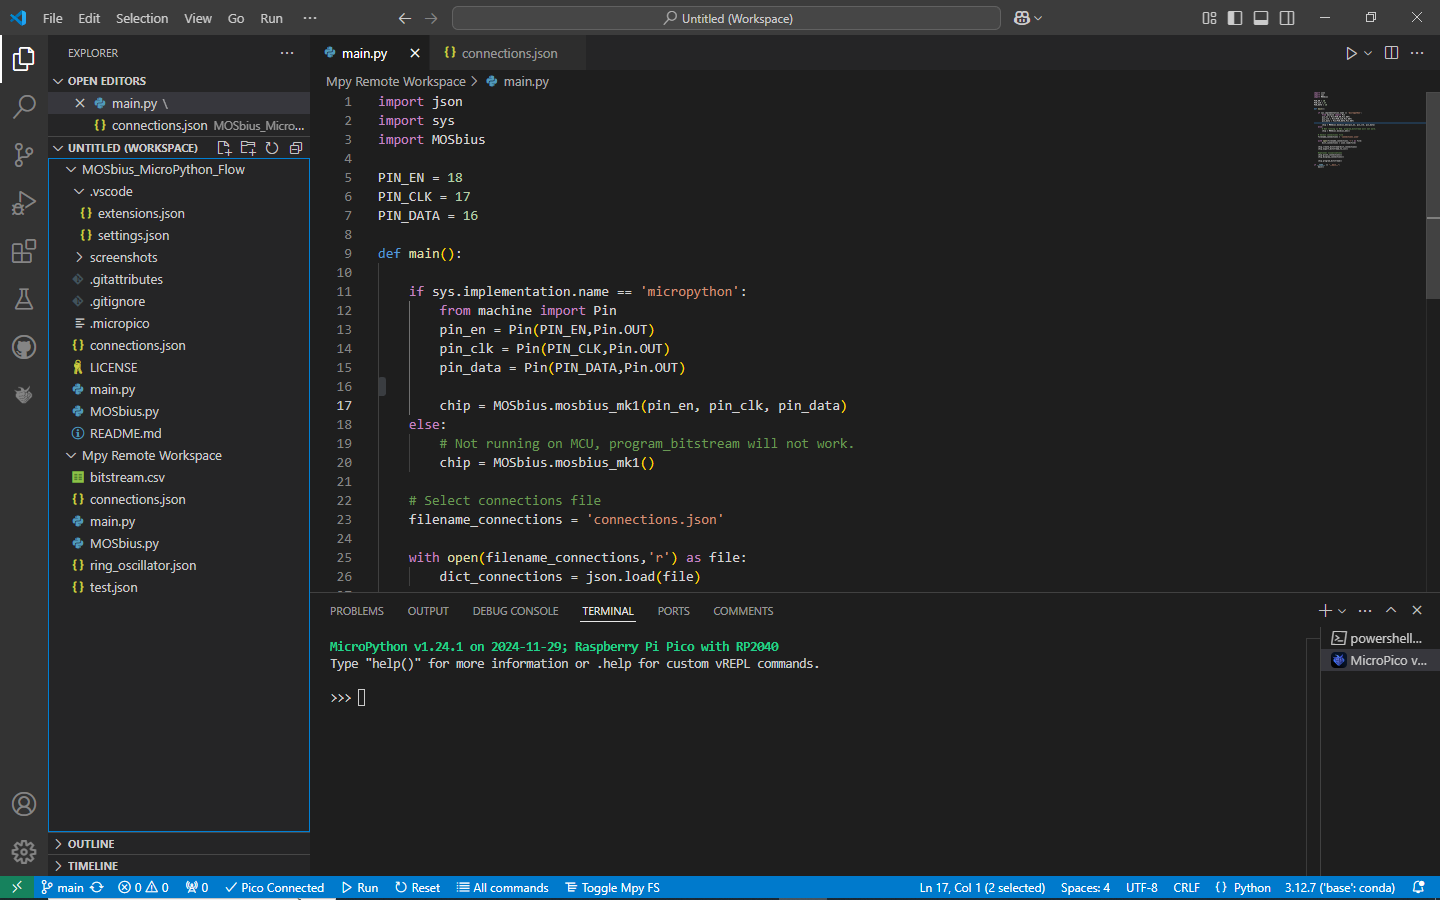 File Edit Selection View Go Run ···
Untitled (Workspace)
EXPLORER
OPEN EDITORS
main.py \
connections.json MOSbius_Micro...
UNTITLED (WORKSPACE)
MOSbius_MicroPython_Flow
.vscode
extensions.json
settings.json
screenshots
.gitattributes
.gitignore
.micropico
connections.json
LICENSE
main.py
MOSbius.py
README.md
Mpy Remote Workspace
bitstream.csv
connections.json
main.py
MOSbius.py
ring_oscillator.json
test.json
OUTLINE
TIMELINE
main.py connections.json
Mpy Remote Workspace > main.py
1 import json
2 import sys
3 import MOSbius
4
5 PIN_EN = 18
6 PIN_CLK = 17
7 PIN_DATA = 16
8
9 def main():
10
11 if sys.implementation.name == 'micropython':
12 from machine import Pin
13 pin_en = Pin(PIN_EN,Pin.OUT)
14 pin_clk = Pin(PIN_CLK,Pin.OUT)
15 pin_data = Pin(PIN_DATA,Pin.OUT)
16
17 chip = MOSbius.mosbius_mk1(pin_en, pin_clk, pin_data)
18 else:
19 # Not running on MCU, program_bitstream will not work.
20 chip = MOSbius.mosbius_mk1()
21
22 # Select connections file
23 filename_connections = 'connections.json'
24
25 with open(filename_connections,'r') as file:
26 dict_connections = json.load(file)
PROBLEMS OUTPUT DEBUG CONSOLE TERMINAL PORTS COMMENTS
MicroPython v1.24.1 on 2024-11-29; Raspberry Pi Pico with RP2040
Type "help()" for more information or .help for custom vREPL commands.
>>>
powershell...
MicroPico v...
main 0 0 0 Pico Connected Run Reset All commands Toggle Mpy FS Ln 17, Col 1 (2 selected) Spaces: 4 UTF-8 CRLF {} Python 3.12.7 ('base': conda)